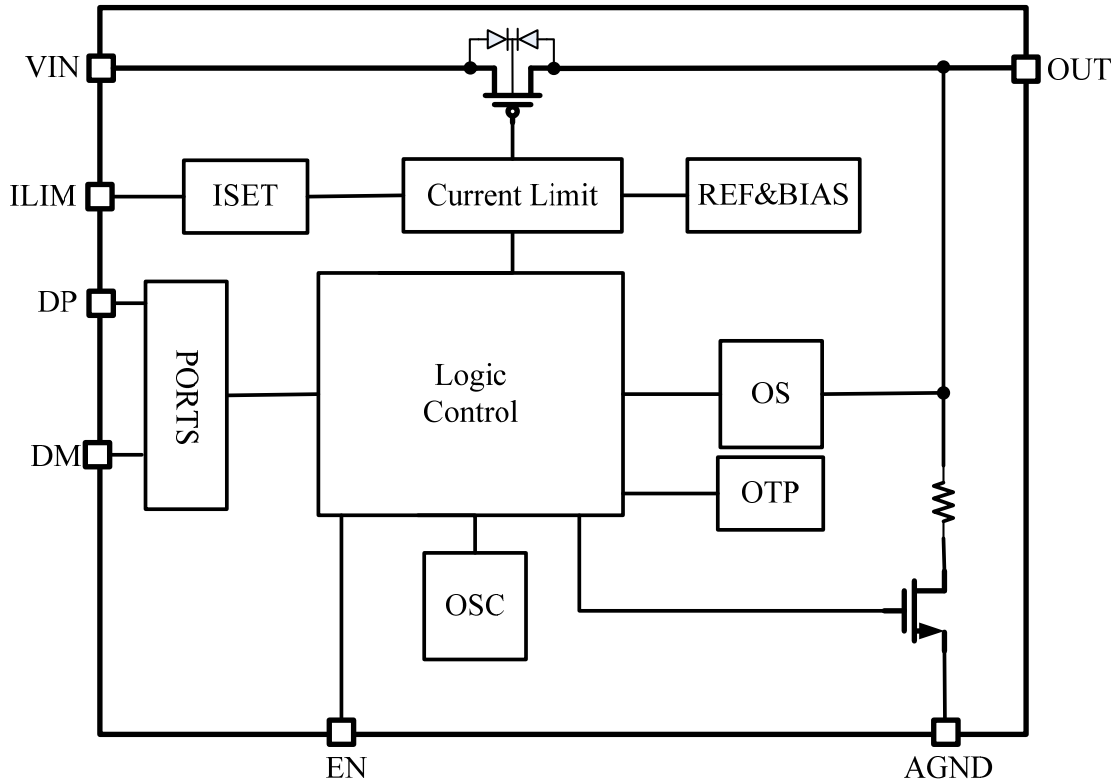 VIN
OUT
ILIM
ISET
Current Limit
REF&BIAS
DP
PORTS
DM
Logic
Control
OS
OTP
OSC
EN
AGND